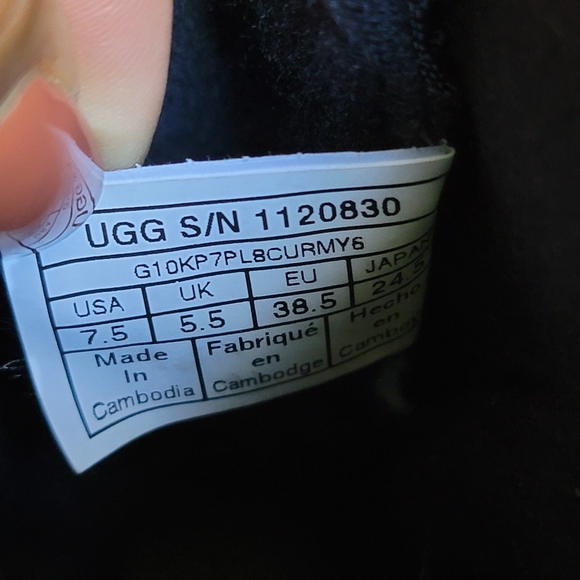 UGG S/N 1120830
G10KP7PL8CURMY6
USA UK EU JAPAN
7.5 5.5 38.5 24.5
Made Fabriqué Hecho
In en en
Cambodia Cambodge